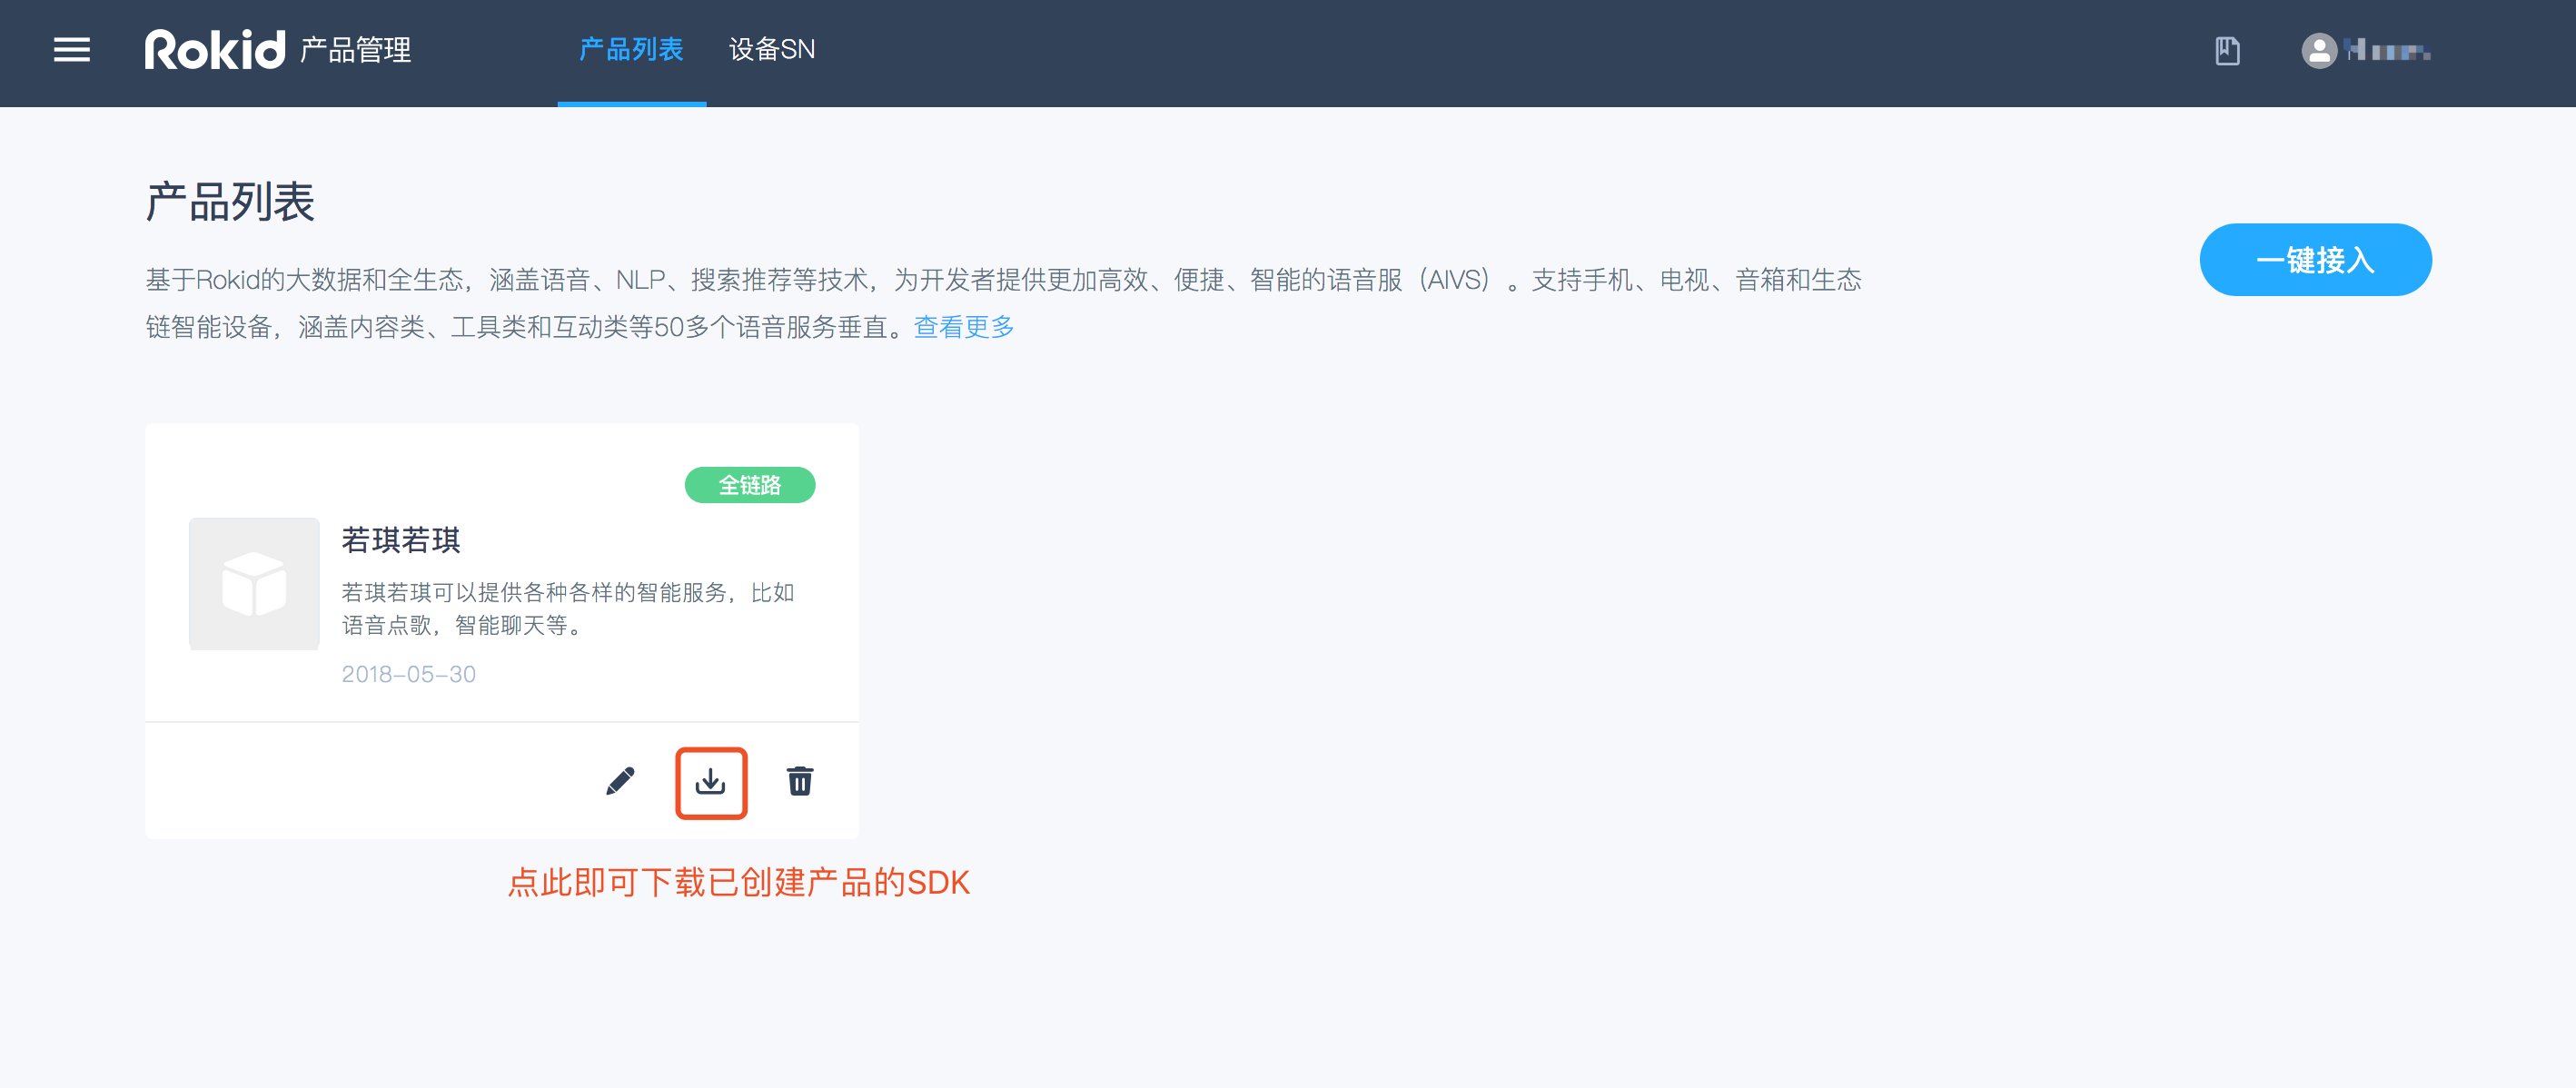 Rokid 产品管理 产品列表 设备SN
产品列表
一键接入
基于Rokid的大数据和全生态，涵盖语音、NLP、搜索推荐等技术，为开发者提供更加高效、便捷、智能的语音服（AIVS）。支持手机、电视、音箱和生态
链智能设备，涵盖内容类、工具类和互动类等50多个语音服务垂直。查看更多
全链路
若琪若琪
若琪若琪可以提供各种各样的智能服务，比如
语音点歌，智能聊天等。
2018-05-30
点此即可下载已创建产品的SDK